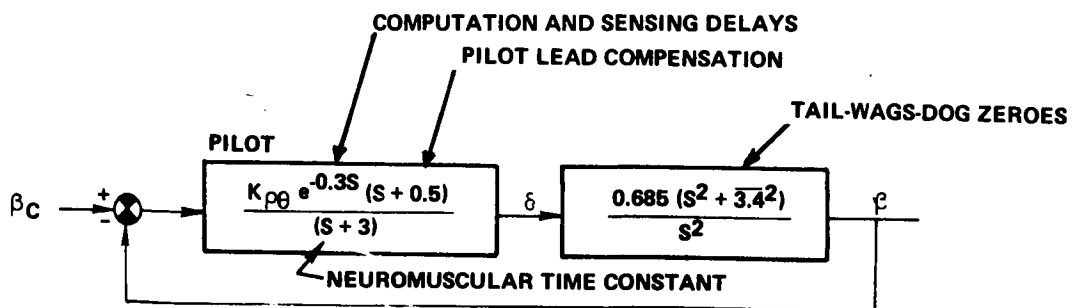 COMPUTATION AND SENSING DELAYS
PILOT LEAD COMPENSATION
TAIL-WAGS-DOG ZEROES
PILOT
βC
+
-
Kρθ e^-0.3S (S + 0.5)
(S + 3)
δ
0.685 (S² + 3.4²)
S²
β
NEUROMUSCULAR TIME CONSTANT